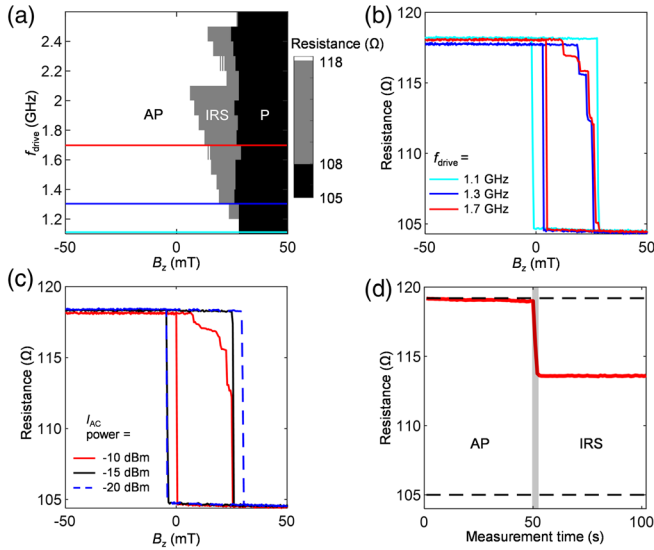 (a)
2.4
2.2
2
1.8
1.6
1.4
1.2
f_drive (GHz)
AP
IRS
P
-50
0
50
B_z (mT)
Resistance (Ω)
118
108
105
(b)
120
115
110
105
Resistance (Ω)
f_drive =
1.1 GHz
1.3 GHz
1.7 GHz
-50
0
50
B_z (mT)
(c)
120
115
110
105
Resistance (Ω)
I_AC
power =
-10 dBm
-15 dBm
-20 dBm
-50
0
50
B_z (mT)
(d)
120
115
110
105
Resistance (Ω)
AP
IRS
0
50
100
Measurement time (s)